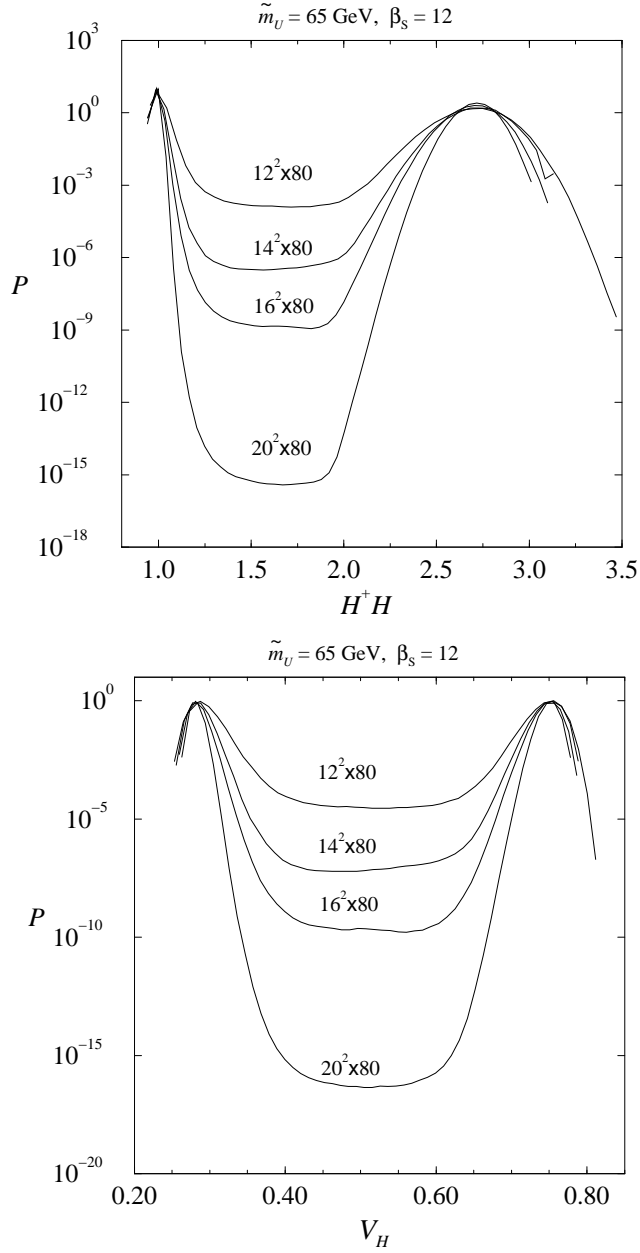 m̃_U = 65 GeV, β_S = 12
10^3
10^0
10^−3
10^−6
10^−9
10^−12
10^−15
10^−18
P
12^2x80
14^2x80
16^2x80
20^2x80
1.0 1.5 2.0 2.5 3.0 3.5
H^+H
m̃_U = 65 GeV, β_S = 12
10^0
10^−5
10^−10
10^−15
10^−20
P
12^2x80
14^2x80
16^2x80
20^2x80
0.20 0.40 0.60 0.80
V_H